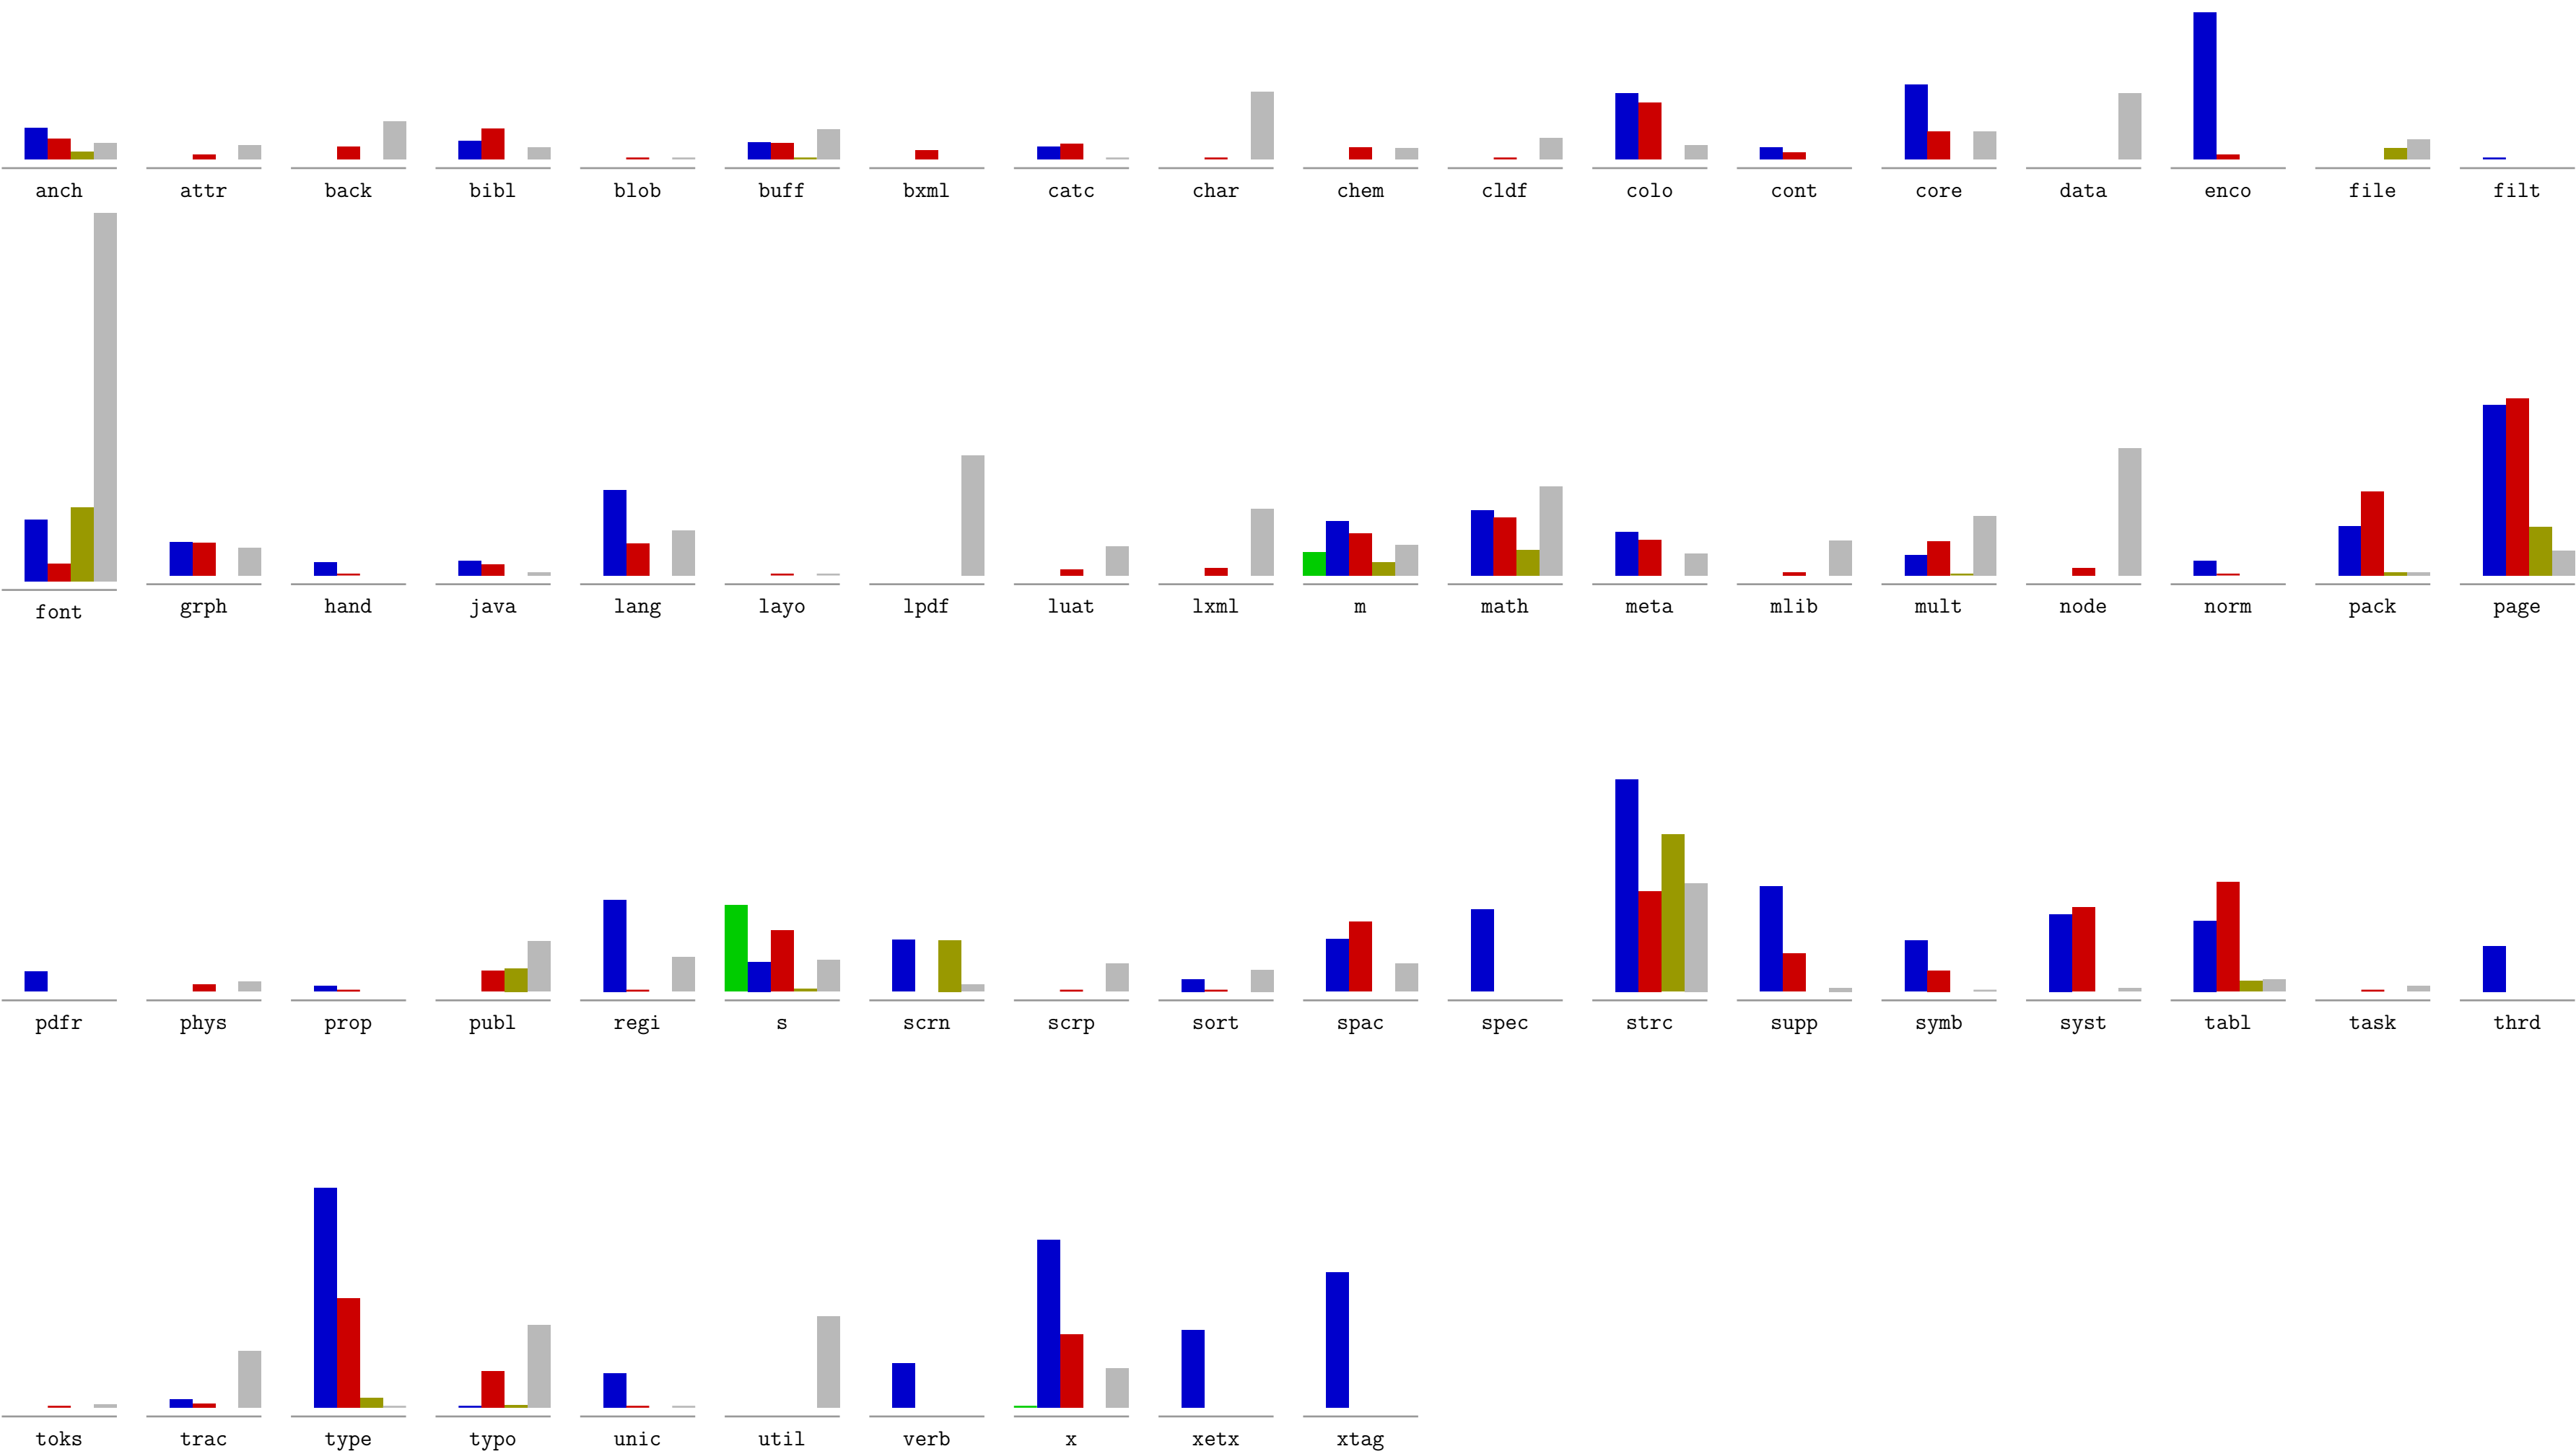 anch attr back bibl blob buff bxml catc char chem cldf colo cont core data enco file filt
font grph hand java lang layo lpdf luat lxml m math meta mlib mult node norm pack page
pdfr phys prop publ regi s scrn scrp sort spac spec strc supp symb syst tabl task thrd
toks trac type typo unic util verb x xetx xtag